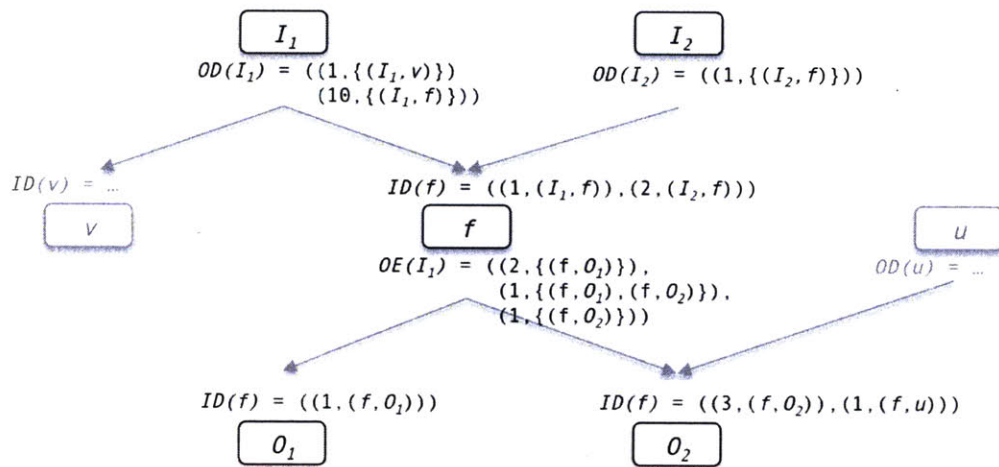 I₁ I₂
OD(I₁) = ((1,{(I₁,v)}) OD(I₂) = ((1,{(I₂,f)}))
(10,{(I₁,f)}))
ID(v) = … ID(f) = ((1,(I₁,f)),(2,(I₂,f)))
v f u
OE(I₁) = ((2,{(f,O₁)}), OD(u) = …
(1,{(f,O₁),(f,O₂)}),
(1,{(f,O₂)}))
ID(f) = ((1,(f,O₁))) ID(f) = ((3,(f,O₂)),(1,(f,u)))
O₁ O₂